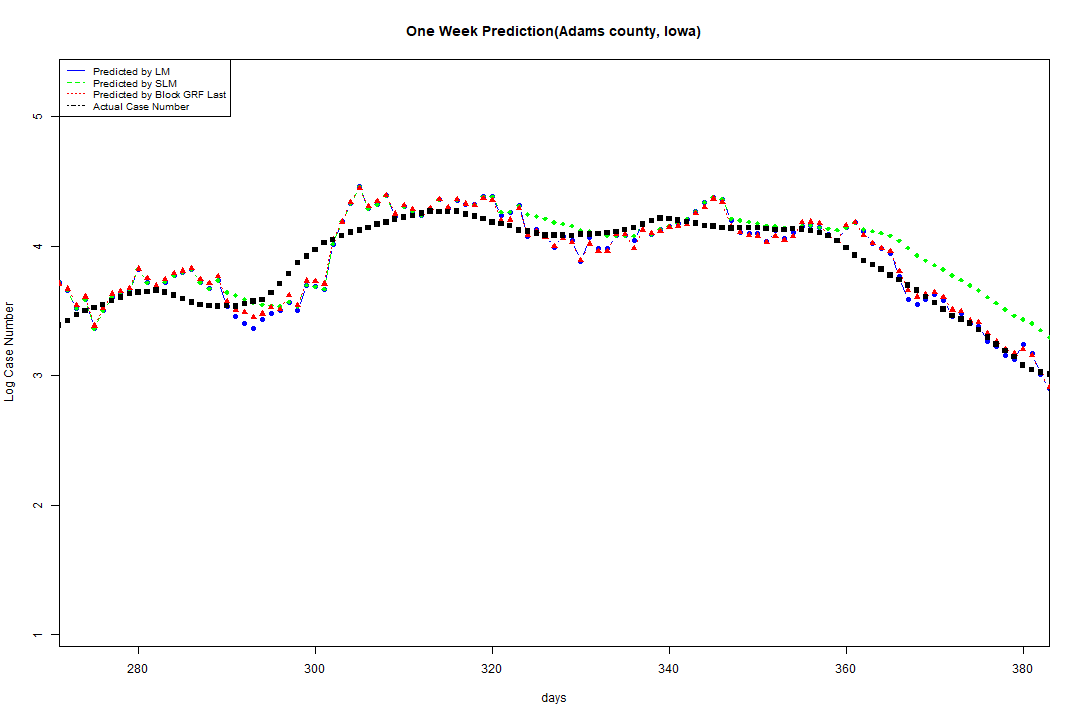 One Week Prediction(Adams county, Iowa)
Predicted by LM
Predicted by SLM
Predicted by Block GRF Last
Actual Case Number
5
4
3
2
1
Log Case Number
280 300 320 340 360 380
days